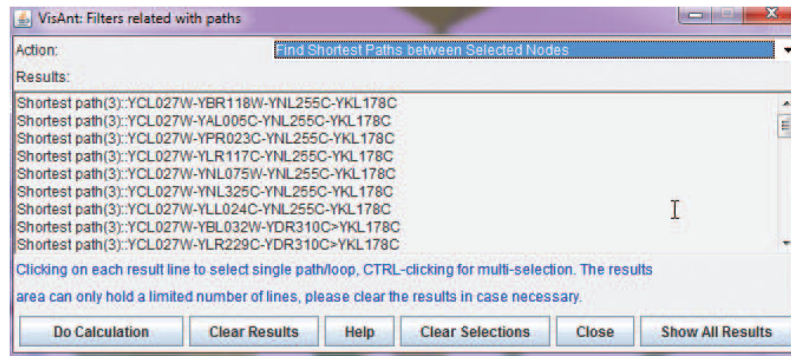 VisAnt: Filters related with paths
Action: Find Shortest Paths between Selected Nodes
Results:
Shortest path(3)::YCL027W-YBR118W-YNL255C-YKL178C
Shortest path(3)::YCL027W-YAL005C-YNL255C-YKL178C
Shortest path(3)::YCL027W-YPR023C-YNL255C-YKL178C
Shortest path(3)::YCL027W-YLR117C-YNL255C-YKL178C
Shortest path(3)::YCL027W-YNL075W-YNL255C-YKL178C
Shortest path(3)::YCL027W-YNL325C-YNL255C-YKL178C
Shortest path(3)::YCL027W-YLL024C-YNL255C-YKL178C
Shortest path(3)::YCL027W-YBL032W-YDR310C>YKL178C
Shortest path(3)::YCL027W-YLR229C-YDR310C>YKL178C
Clicking on each result line to select single path/loop, CTRL-clicking for multi-selection. The results
area can only hold a limited number of lines, please clear the results in case necessary.
Do Calculation Clear Results Help Clear Selections Close Show All Results